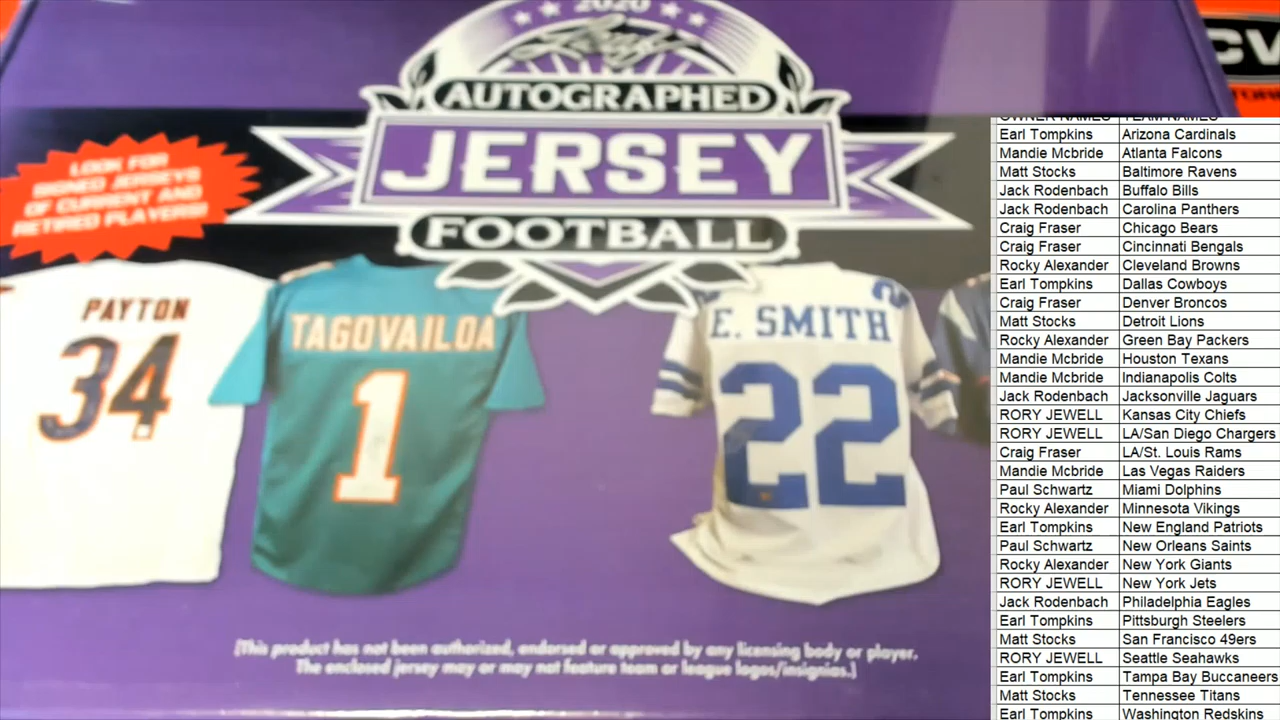 2020
Leaf
AUTOGRAPHED
JERSEY
FOOTBALL
LOOK FOR
SIGNED JERSEYS
OF CURRENT AND
RETIRED PLAYERS!
PAYTON
34
TAGOVAILOA
1
E. SMITH
22
22
[This product has not been authorized, endorsed or approved by any licensing body or player.
The enclosed jersey may or may not feature team or league logos/insignias.]
CV
OWNER NAMES TEAM NAMES
Earl Tompkins Arizona Cardinals
Mandie Mcbride Atlanta Falcons
Matt Stocks Baltimore Ravens
Jack Rodenbach Buffalo Bills
Jack Rodenbach Carolina Panthers
Craig Fraser Chicago Bears
Craig Fraser Cincinnati Bengals
Rocky Alexander Cleveland Browns
Earl Tompkins Dallas Cowboys
Craig Fraser Denver Broncos
Matt Stocks Detroit Lions
Rocky Alexander Green Bay Packers
Mandie Mcbride Houston Texans
Mandie Mcbride Indianapolis Colts
Jack Rodenbach Jacksonville Jaguars
RORY JEWELL Kansas City Chiefs
RORY JEWELL LA/San Diego Chargers
Craig Fraser LA/St. Louis Rams
Mandie Mcbride Las Vegas Raiders
Paul Schwartz Miami Dolphins
Rocky Alexander Minnesota Vikings
Earl Tompkins New England Patriots
Paul Schwartz New Orleans Saints
Rocky Alexander New York Giants
RORY JEWELL New York Jets
Jack Rodenbach Philadelphia Eagles
Earl Tompkins Pittsburgh Steelers
Matt Stocks San Francisco 49ers
RORY JEWELL Seattle Seahawks
Earl Tompkins Tampa Bay Buccaneers
Matt Stocks Tennessee Titans
Earl Tompkins Washington Redskins